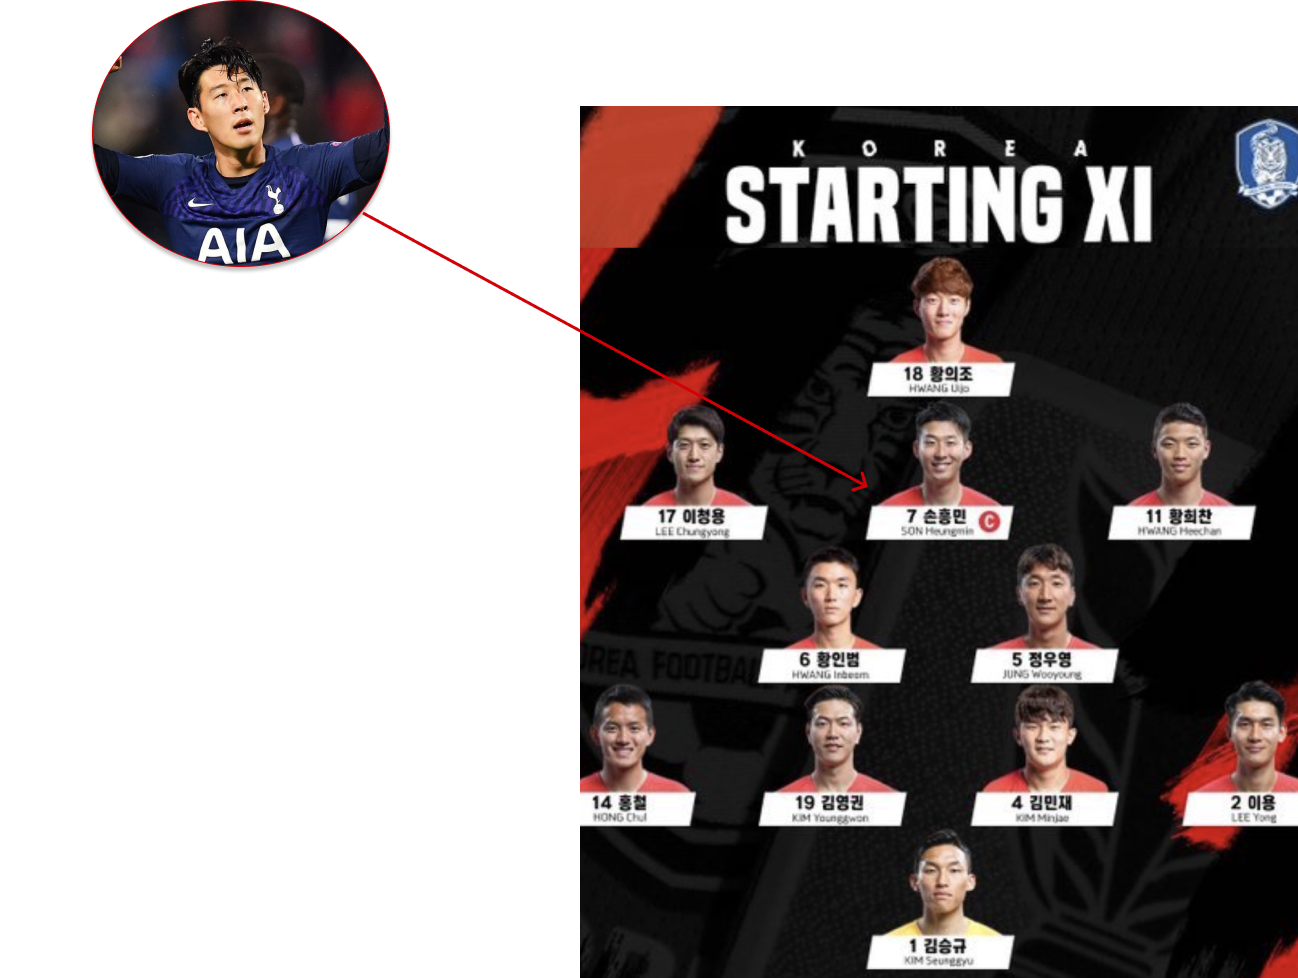 AIA
KOREA
STARTING XI
18 황의조
HWANG Uijo
17 이청용
LEE Chungyong
7 손흥민 C
SON Heungmin
11 황희찬
HWANG Heechan
6 황인범
HWANG Inbeom
5 정우영
JUNG Wooyoung
OREA FOOTBAL
14 홍철
HONG Chul
19 김영권
KIM Younggwon
4 김민재
KIM Minjae
2 이용
LEE Yong
1 김승규
KIM Seunggyu